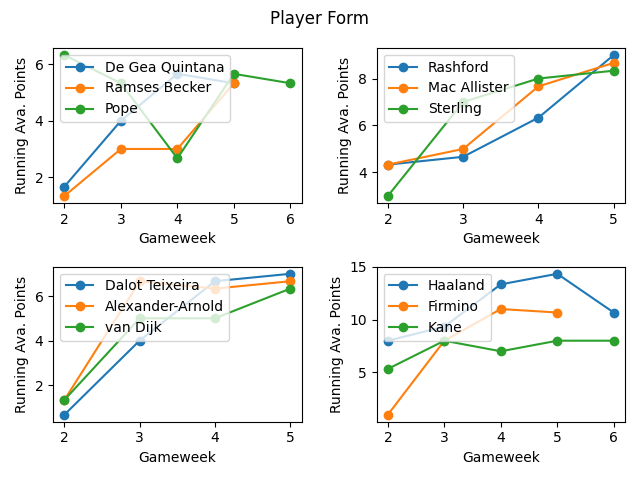 Player Form
Running Ava. Points
De Gea Quintana
Ramses Becker
Pope
6
4
2
2 3 4 5 6
Gameweek
Running Ava. Points
Rashford
Mac Allister
Sterling
8
6
4
2 3 4 5
Gameweek
Running Ava. Points
Dalot Teixeira
Alexander-Arnold
van Dijk
6
4
2
2 3 4 5
Gameweek
Running Ava. Points
Haaland
Firmino
Kane
15
10
5
2 3 4 5 6
Gameweek